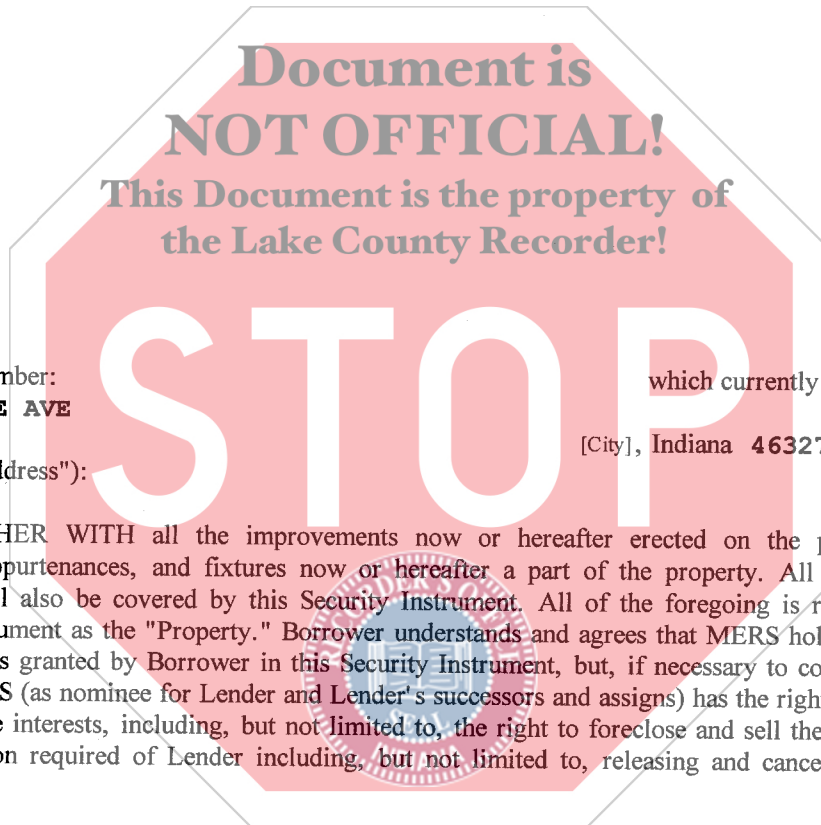 Document is
NOT OFFICIAL!
This Document is the property of
the Lake County Recorder!
STOP
mber:
which currently
E AVE
[City], Indiana 46327
ddress"):
HER WITH all the improvements now or hereafter erected on the p
ppurtenances, and fixtures now or hereafter a part of the property. All
l also be covered by this Security Instrument. All of the foregoing is r
ument as the "Property." Borrower understands and agrees that MERS hol
s granted by Borrower in this Security Instrument, but, if necessary to co
S (as nominee for Lender and Lender's successors and assigns) has the righ
e interests, including, but not limited to, the right to foreclose and sell the
on required of Lender including, but not limited to, releasing and cance
SEAL
INDIANA